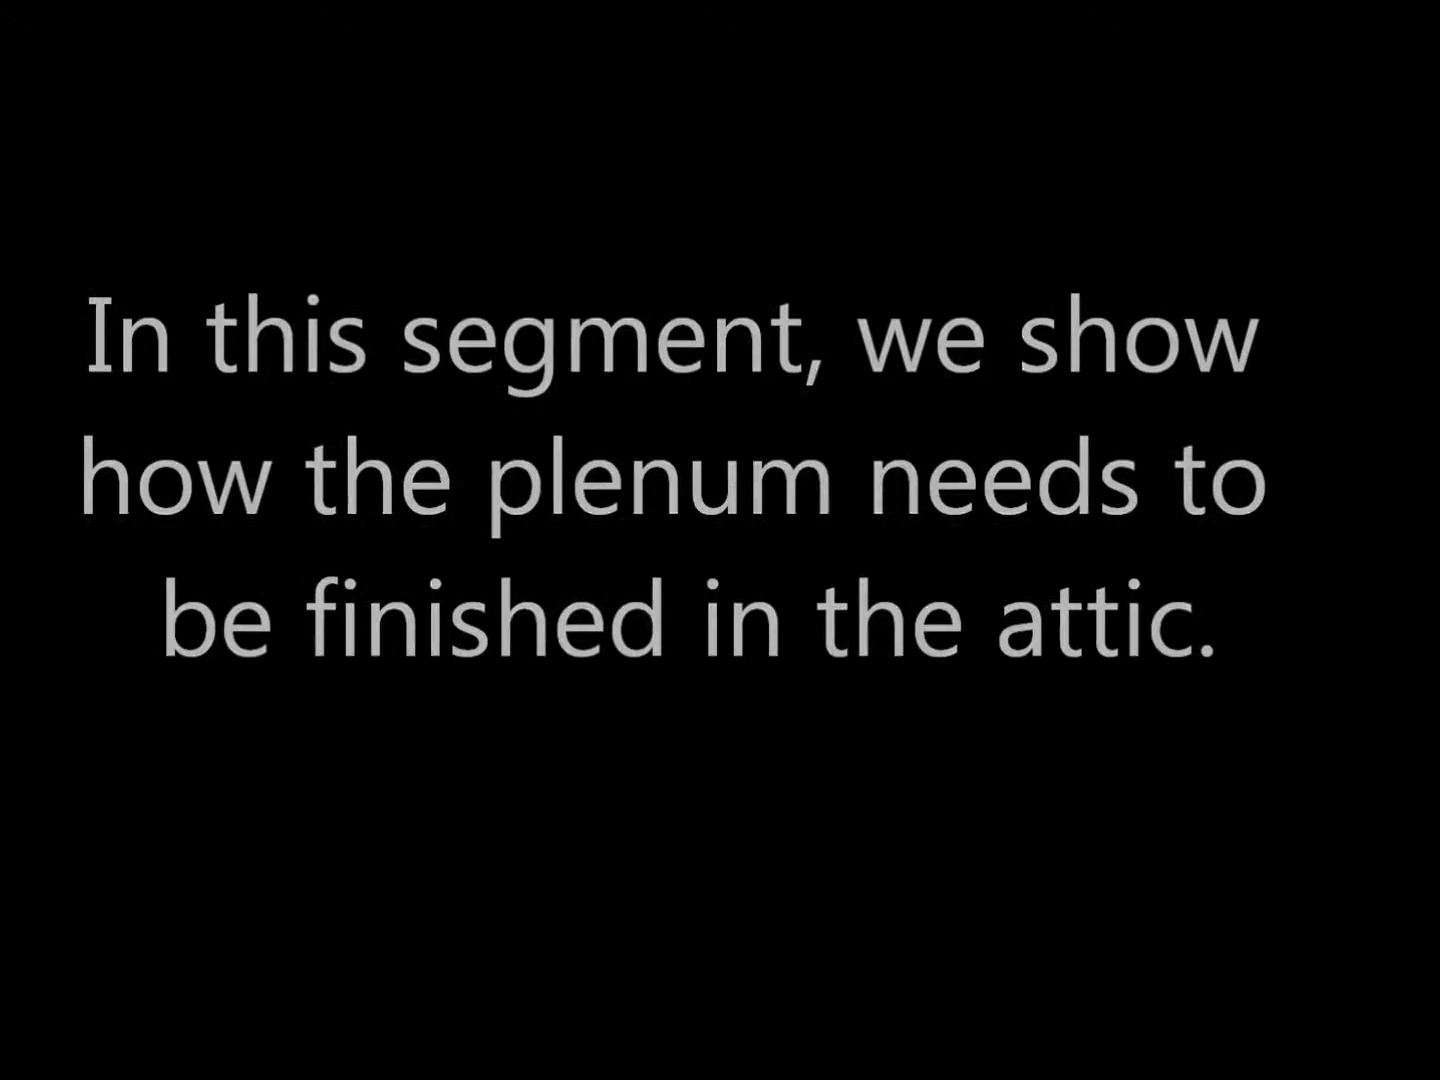 In this segment, we show
how the plenum needs to
be finished in the attic.